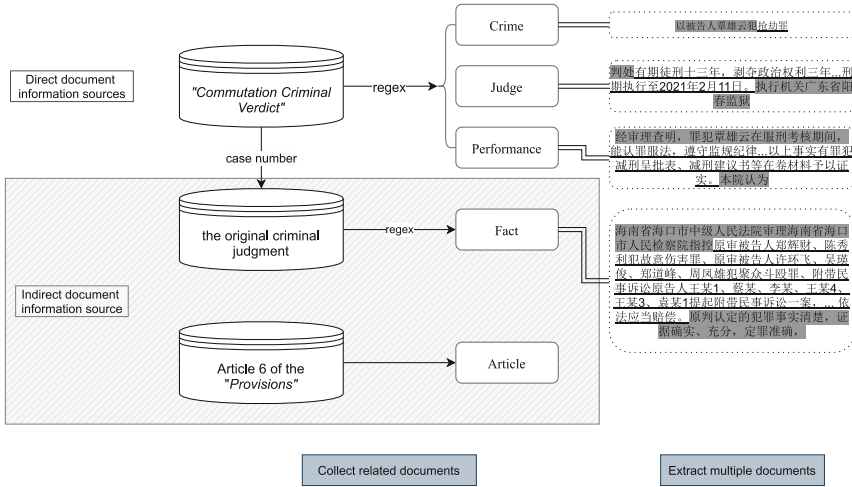 Crime
以被告人覃雄云犯抢劫罪
Direct document
information sources
"Commutation Criminal
Verdict"
regex
Judge
判处有期徒刑十三年，剥夺政治权利三年...刑
期执行至2021年2月11日。执行机关广东省阳
春监狱
case number
Performance
经审理查明，罪犯覃雄云在服刑考核期间，
能认罪服法，遵守监规纪律...以上事实有罪犯
减刑呈批表、减刑建议书等在卷材料予以证
实。本院认为
the original criminal
judgment
regex
Fact
海南省海口市中级人民法院审理海南省海口
市人民检察院指控原审被告人郑辉财、陈秀
利犯故意伤害罪、原审被告人许环飞、吴瑛
俊、郑道峰、周凤雄犯聚众斗殴罪、附带民
事诉讼原告人王某1、蔡某、李某、王某4、
王某3、袁某1提起附带民事诉讼一案，... 依
法应当赔偿。原判认定的犯罪事实清楚，证
据确实、充分，定罪准确，
Indirect document
information source
Article 6 of the
"Provisions"
Article
Collect related documents
Extract multiple documents